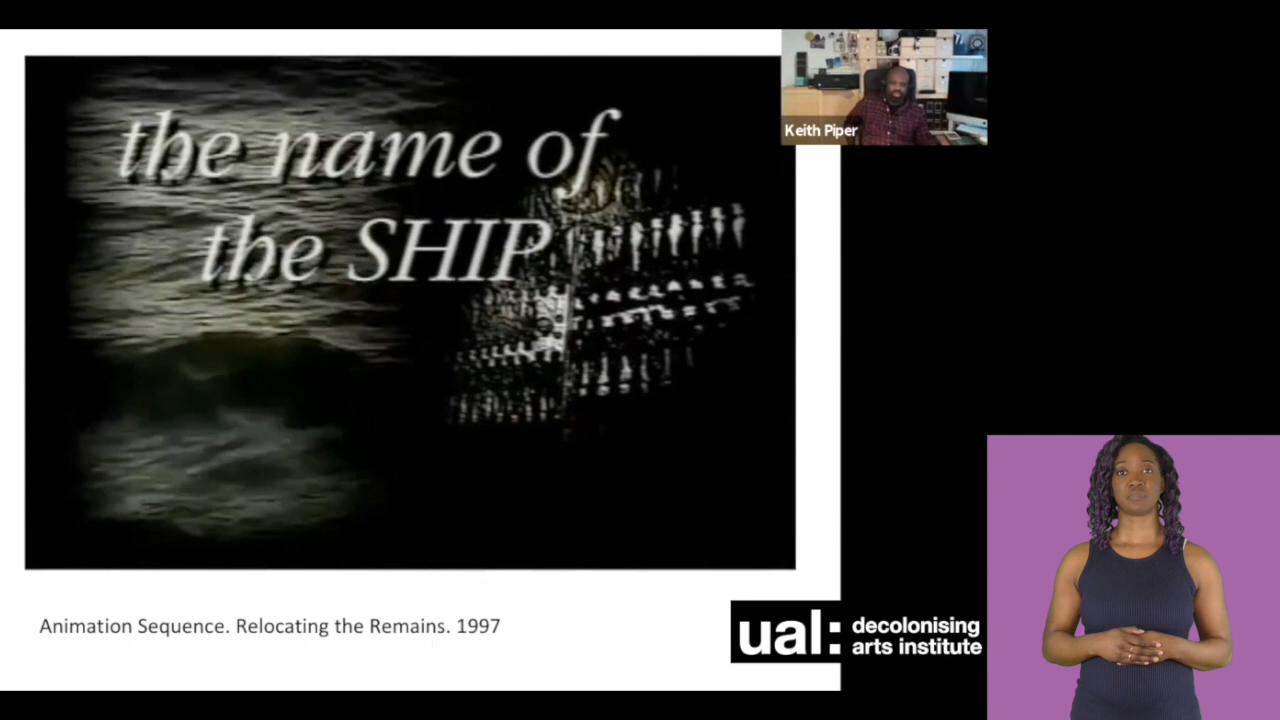 the name of
the SHIP
Keith Piper
Animation Sequence. Relocating the Remains. 1997
ual: decolonising
arts institute